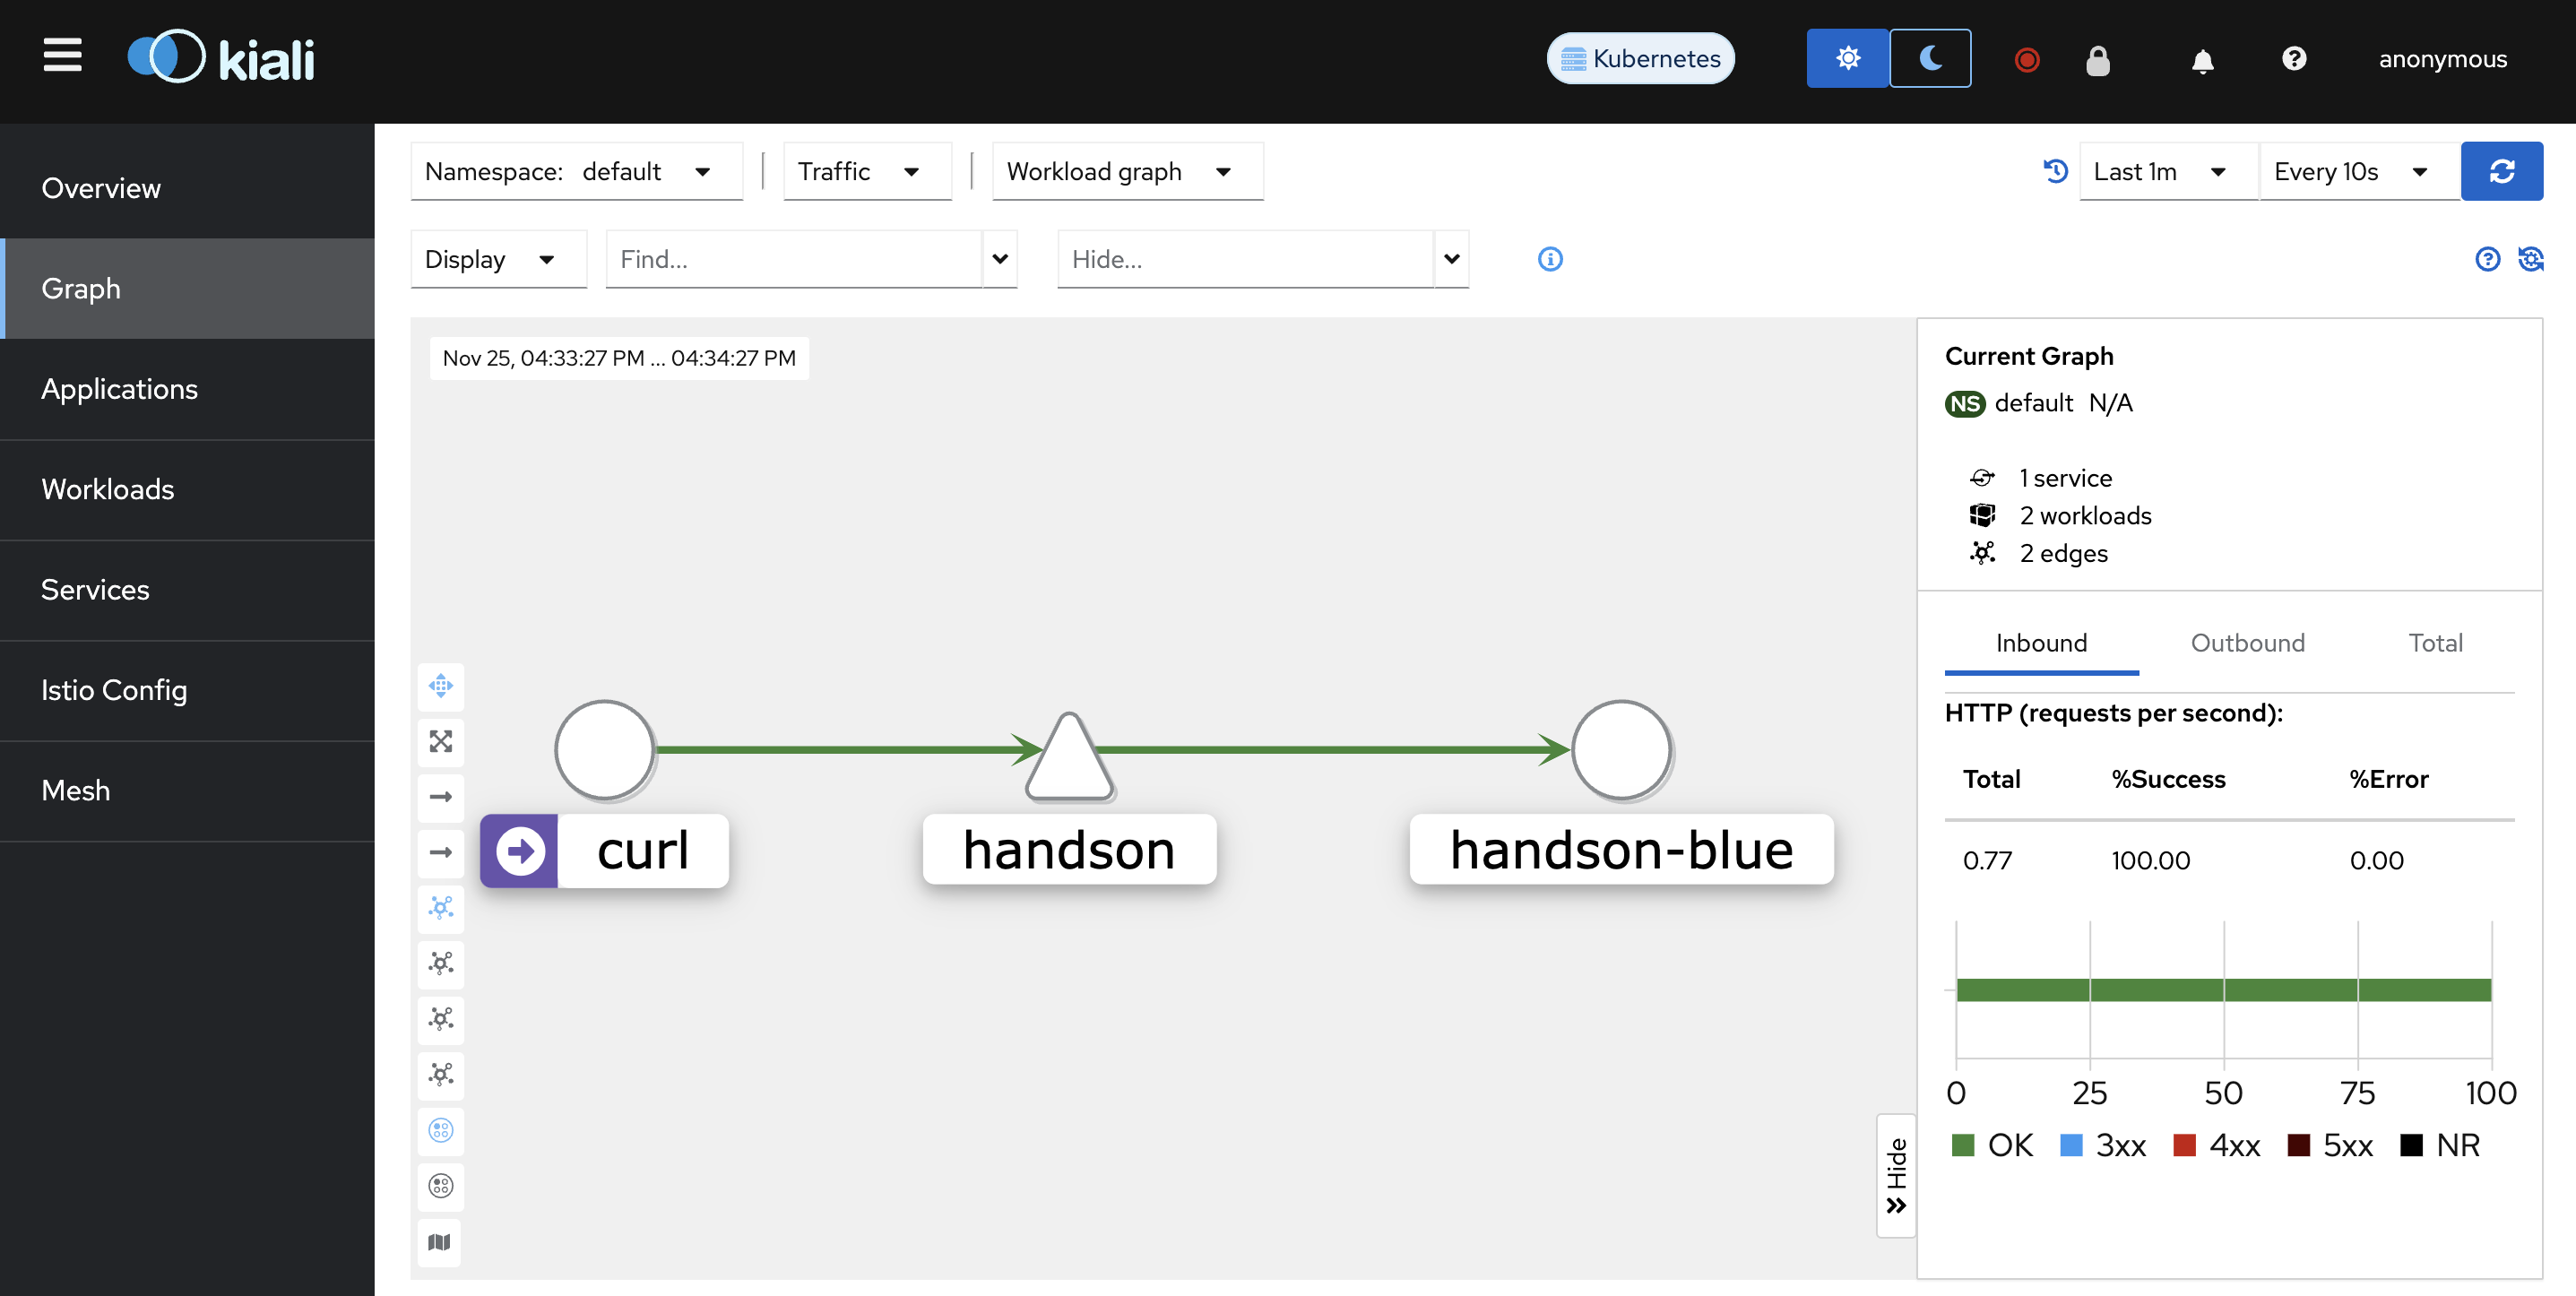 kiali
Kubernetes
anonymous
Overview
Graph
Applications
Workloads
Services
Istio Config
Mesh
Namespace: default
Traffic
Workload graph
Last 1m
Every 10s
Display
Find...
Hide...
Nov 25, 04:33:27 PM ... 04:34:27 PM
curl
handson
handson-blue
Hide
Current Graph
NS default N/A
1 service
2 workloads
2 edges
Inbound Outbound Total
HTTP (requests per second):
Total %Success %Error
0.77 100.00 0.00
0 25 50 75 100
OK 3xx 4xx 5xx NR